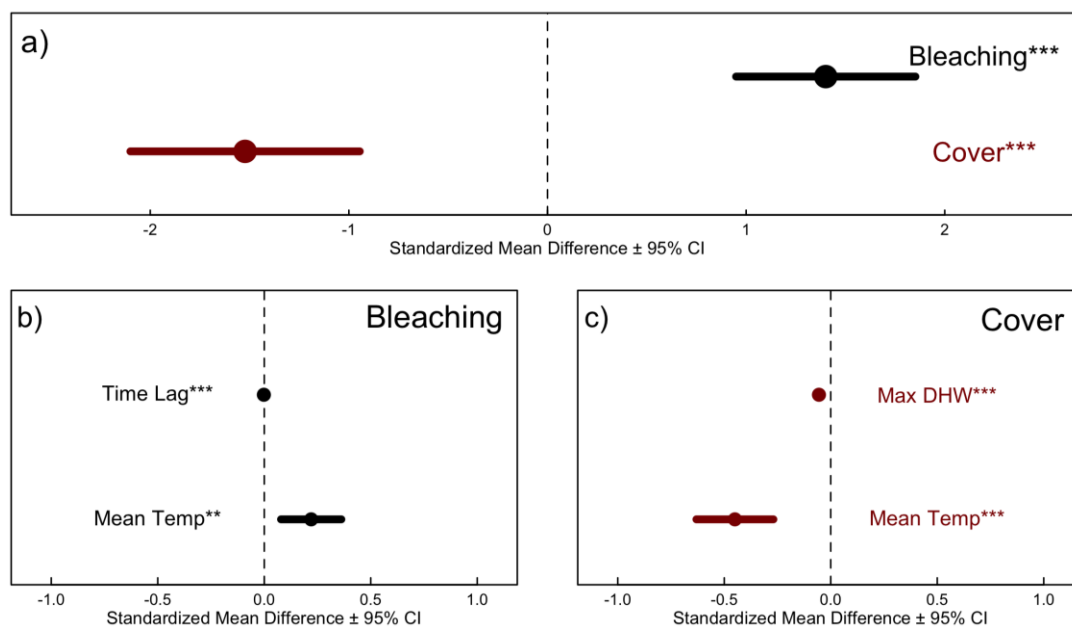 a)
Bleaching***
Cover***
-2 -1 0 1 2
Standardized Mean Difference ± 95% CI
b)
Bleaching
Time Lag***
Mean Temp**
-1.0 -0.5 0.0 0.5 1.0
Standardized Mean Difference ± 95% CI
c)
Cover
Max DHW***
Mean Temp***
-1.0 -0.5 0.0 0.5 1.0
Standardized Mean Difference ± 95% CI